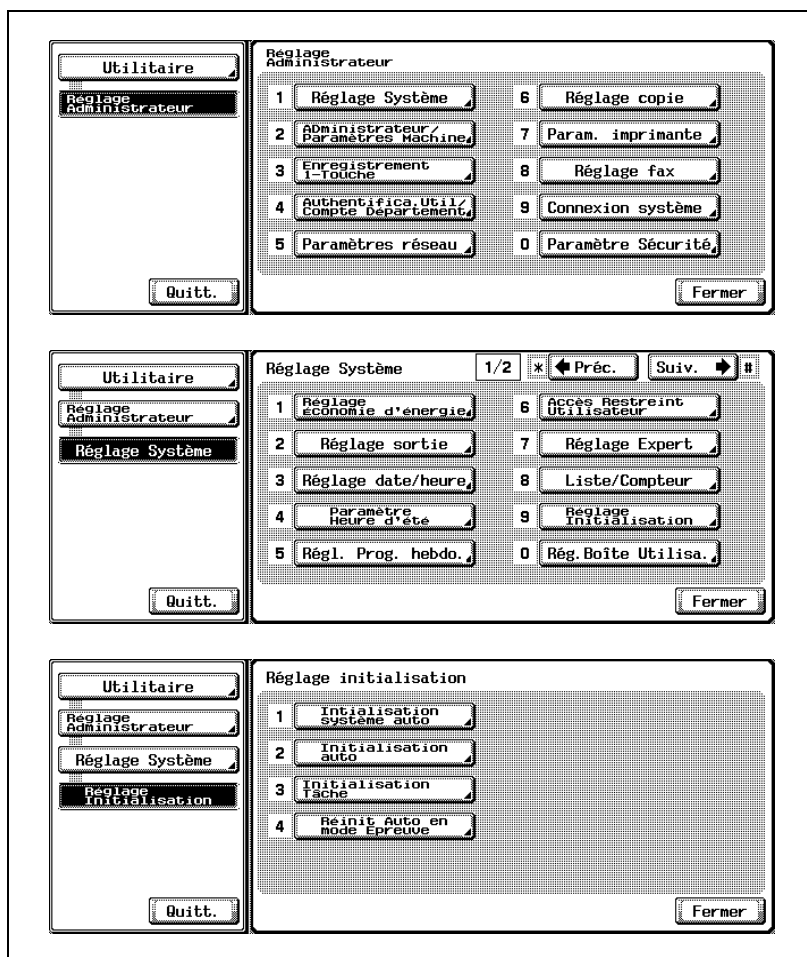 Utilitaire
Réglage
Administrateur
Quitt.
Réglage
Administrateur
1 Réglage Système
2 ADministrateur/
Paramètres Machine
3 Enregistrement
1-Touche
4 Authentifica.Util/
Compte Département
5 Paramètres réseau
6 Réglage copie
7 Param. imprimante
8 Réglage fax
9 Connexion système
0 Paramètre Sécurité
Fermer
Utilitaire
Réglage
Administrateur
Réglage Système
Quitt.
Réglage Système 1/2 * Préc. Suiv. #
1 Réglage
économie d'énergie
2 Réglage sortie
3 Réglage date/heure
4 Paramètre
Heure d'été
5 Régl. Prog. hebdo.
6 Accès Restreint
Utilisateur
7 Réglage Expert
8 Liste/Compteur
9 Réglage
Initialisation
0 Rég.Boîte Utilisa.
Fermer
Utilitaire
Réglage
Administrateur
Réglage Système
Réglage
Initialisation
Quitt.
Réglage initialisation
1 Intialisation
système auto
2 Initialisation
auto
3 Initialisation
Tâche
4 Réinit Auto en
mode Epreuve
Fermer